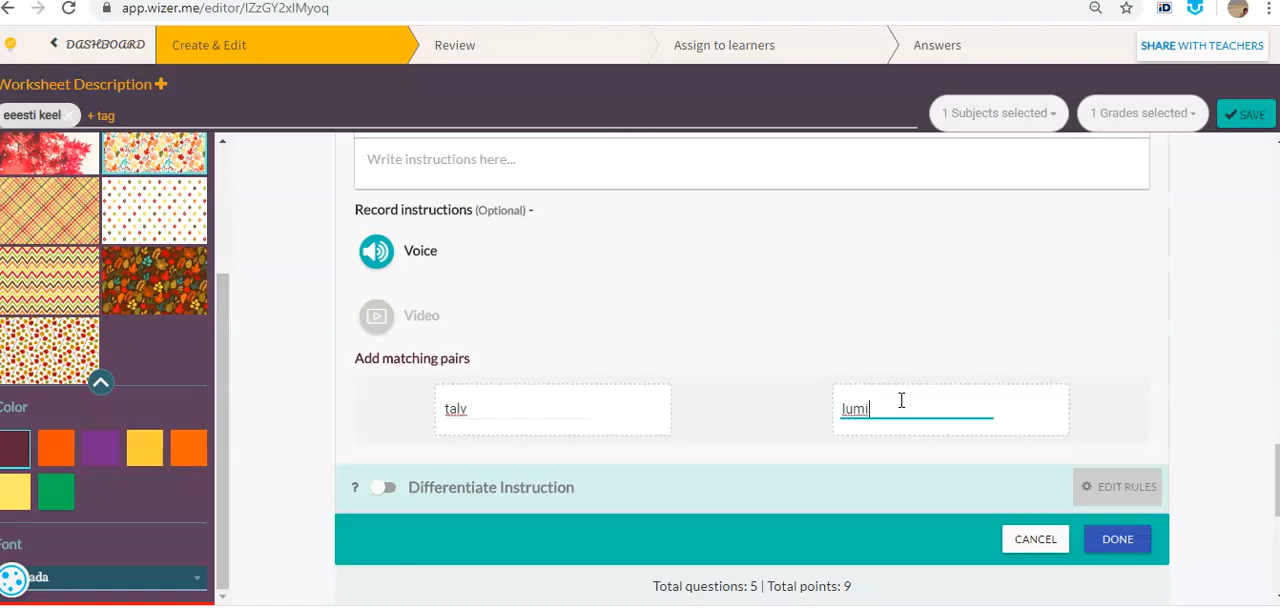 app.wizer.me/editor/IZzGY2xIMyoq
iD
DASHBOARD
Create & Edit
Review
Assign to learners
Answers
SHARE WITH TEACHERS
Worksheet Description
eeesti keel ×
+ tag
1 Subjects selected
1 Grades selected
SAVE
Write instructions here...
Record instructions (Optional) -
Voice
Video
Add matching pairs
talv
lumi
Color
? Differentiate Instruction
EDIT RULES
CANCEL
DONE
Font
ada
Total questions: 5 | Total points: 9